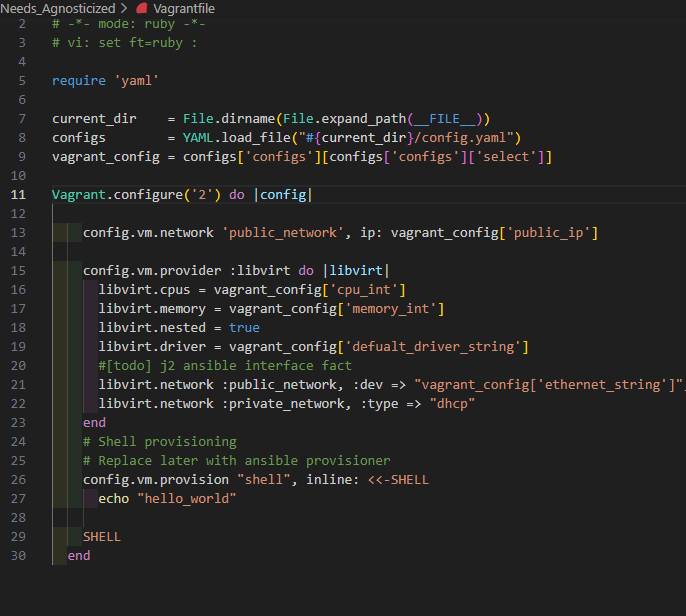 Needs_Agnosticized > Vagrantfile
2 # -*- mode: ruby -*-
3 # vi: set ft=ruby :
4
5 require 'yaml'
6
7 current_dir    = File.dirname(File.expand_path(__FILE__))
8 configs        = YAML.load_file("#{current_dir}/config.yaml")
9 vagrant_config = configs['configs'][configs['configs']['select']]
10
11 Vagrant.configure('2') do |config|
12
13     config.vm.network 'public_network', ip: vagrant_config['public_ip']
14
15     config.vm.provider :libvirt do |libvirt|
16       libvirt.cpus = vagrant_config['cpu_int']
17       libvirt.memory = vagrant_config['memory_int']
18       libvirt.nested = true
19       libvirt.driver = vagrant_config['defualt_driver_string']
20       #[todo] j2 ansible interface fact
21       libvirt.network :public_network, :dev => "vagrant_config['ethernet_string']",
22       libvirt.network :private_network, :type => "dhcp"
23     end
24     # Shell provisioning
25     # Replace later with ansible provisioner
26     config.vm.provision "shell", inline: <<-SHELL
27       echo "hello_world"
28
29     SHELL
30   end